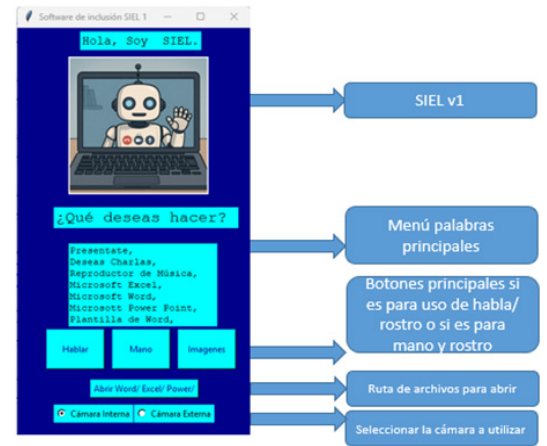 Software de inclusión SIEL 1
Hola, Soy SIEL.
SIEL v1
¿Qué deseas hacer?
Menú palabras
principales
Presentate,
Deseas Charlas,
Reproductor de Música,
Microsoft Excel,
Microsoft Word,
Microsott Power Point,
Plantilla de Word,
Botones principales si
es para uso de habla/
rostro o si es para
mano y rostro
Hablar Mano Imagenes
Abrir Word/ Excel/ Power/
Ruta de archivos para abrir
Cámara Interna Cámara Externa
Seleccionar la cámara a utilizar